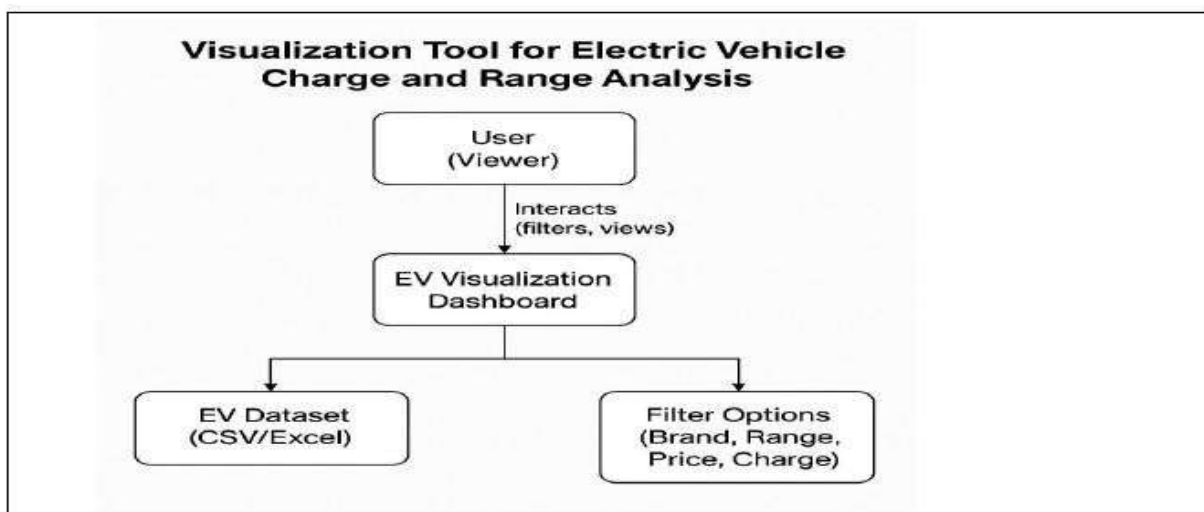 Visualization Tool for Electric Vehicle
Charge and Range Analysis
User
(Viewer)
Interacts
(filters, views)
EV Visualization
Dashboard
EV Dataset
(CSV/Excel)
Filter Options
(Brand, Range,
Price, Charge)